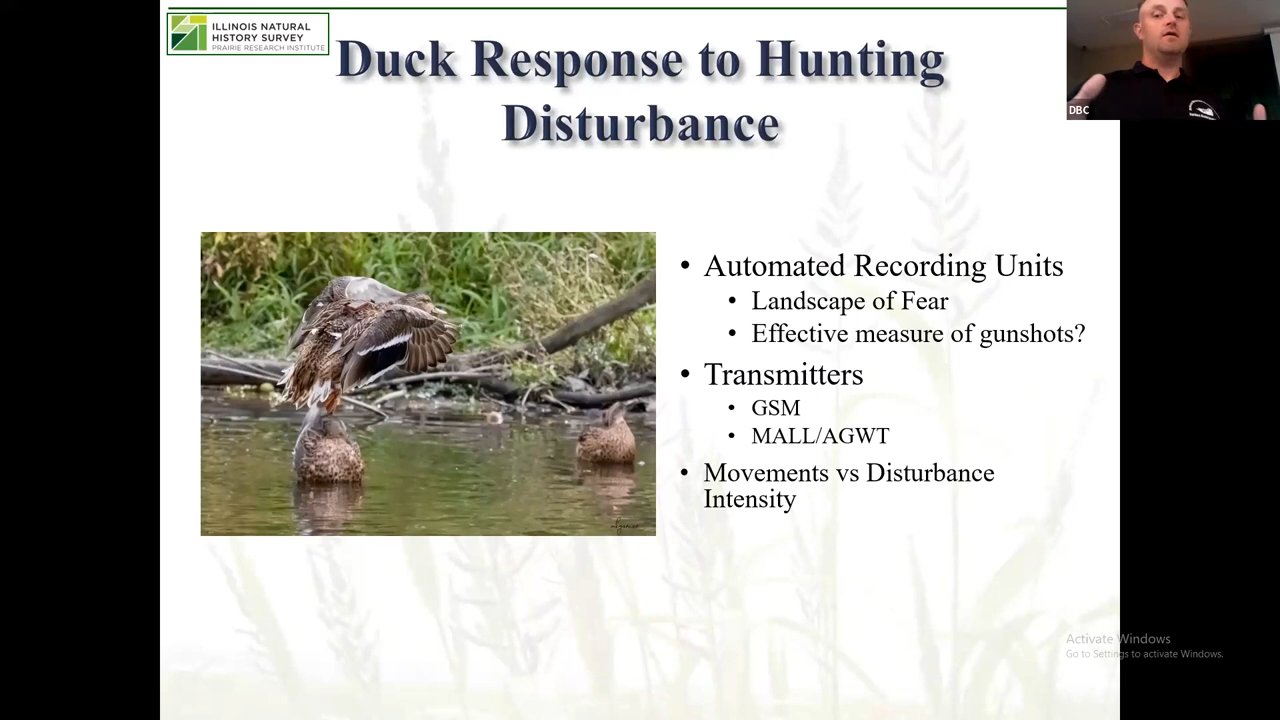 ILLINOIS NATURAL
HISTORY SURVEY
PRAIRIE RESEARCH INSTITUTE
Duck Response to Hunting
Disturbance
DBC
• Automated Recording Units
• Landscape of Fear
• Effective measure of gunshots?
• Transmitters
• GSM
• MALL/AGWT
• Movements vs Disturbance
Intensity
Activate Windows
Go to Settings to activate Windows.